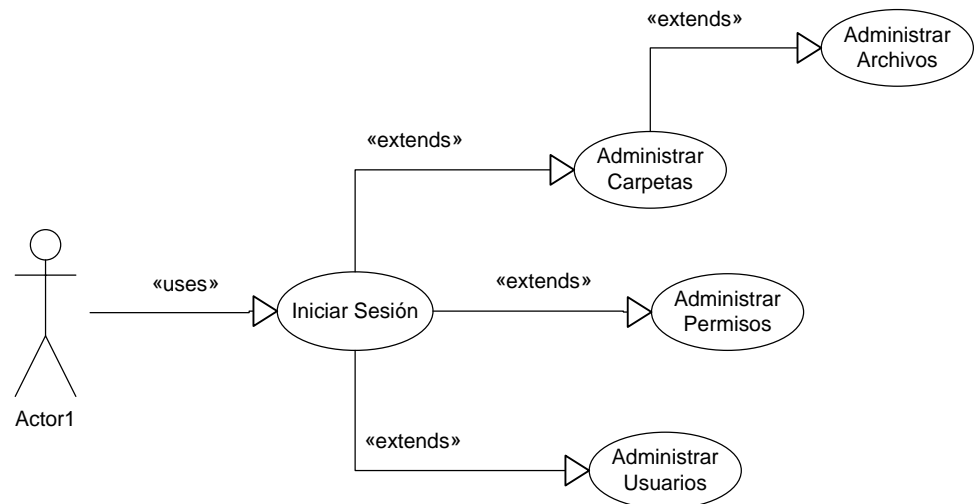 «extends»
Administrar
Archivos
«extends»
Administrar
Carpetas
«uses»
Iniciar Sesión
«extends»
Administrar
Permisos
Actor1
«extends»
Administrar
Usuarios